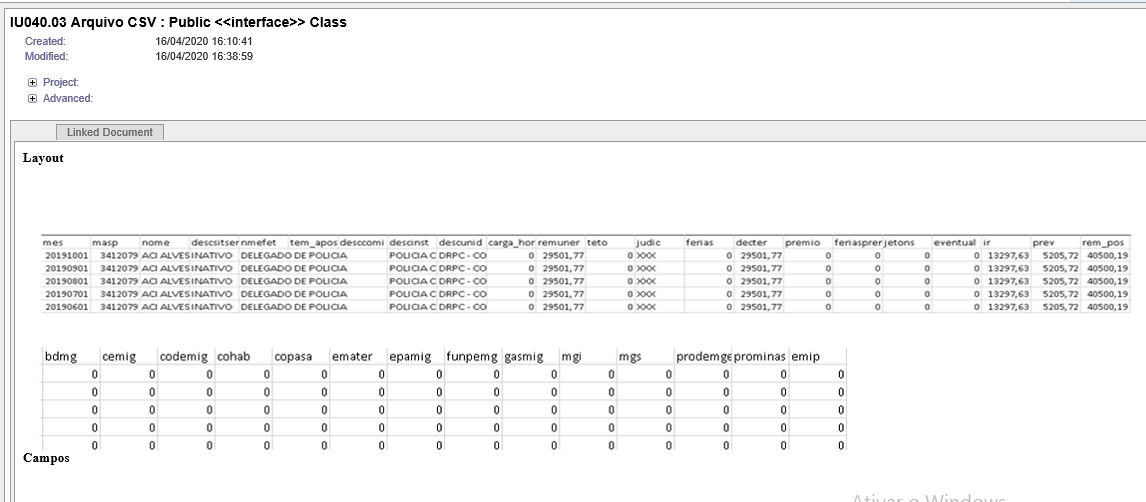 IU040.03 Arquivo CSV : Public <<interface>> Class
Created: 16/04/2020 16:10:41
Modified: 16/04/2020 16:38:59
Project:
Advanced:
Linked Document
Layout
mes masp nome descsitser nmefet tem_apos desccomi descinst descunid carga_hor remuner teto judic ferias decter premio feriasprer jetons eventual ir prev rem_pos
20191001 3412079 ACI ALVES INATIVO DELEGADO DE POLICIA POLICIA C DRPC - CO 0 29501,77 0 XXX 0 29501,77 0 0 0 0 13297,63 5205,72 40500,19
20190901 3412079 ACI ALVES INATIVO DELEGADO DE POLICIA POLICIA C DRPC - CO 0 29501,77 0 XXX 0 29501,77 0 0 0 0 13297,63 5205,72 40500,19
20190801 3412079 ACI ALVES INATIVO DELEGADO DE POLICIA POLICIA C DRPC - CO 0 29501,77 0 XXX 0 29501,77 0 0 0 0 13297,63 5205,72 40500,19
20190701 3412079 ACI ALVES INATIVO DELEGADO DE POLICIA POLICIA C DRPC - CO 0 29501,77 0 XXX 0 29501,77 0 0 0 0 13297,63 5205,72 40500,19
20190601 3412079 ACI ALVES INATIVO DELEGADO DE POLICIA POLICIA C DRPC - CO 0 29501,77 0 XXX 0 29501,77 0 0 0 0 13297,63 5205,72 40500,19
bdmg cemig codemig cohab copasa emater epamig funpemg gasmig mgi mgs prodemge prominas emip
0 0 0 0 0 0 0 0 0 0 0 0 0 0
0 0 0 0 0 0 0 0 0 0 0 0 0 0
0 0 0 0 0 0 0 0 0 0 0 0 0 0
0 0 0 0 0 0 0 0 0 0 0 0 0 0
0 0 0 0 0 0 0 0 0 0 0 0 0 0
Campos
Ativar o Windows